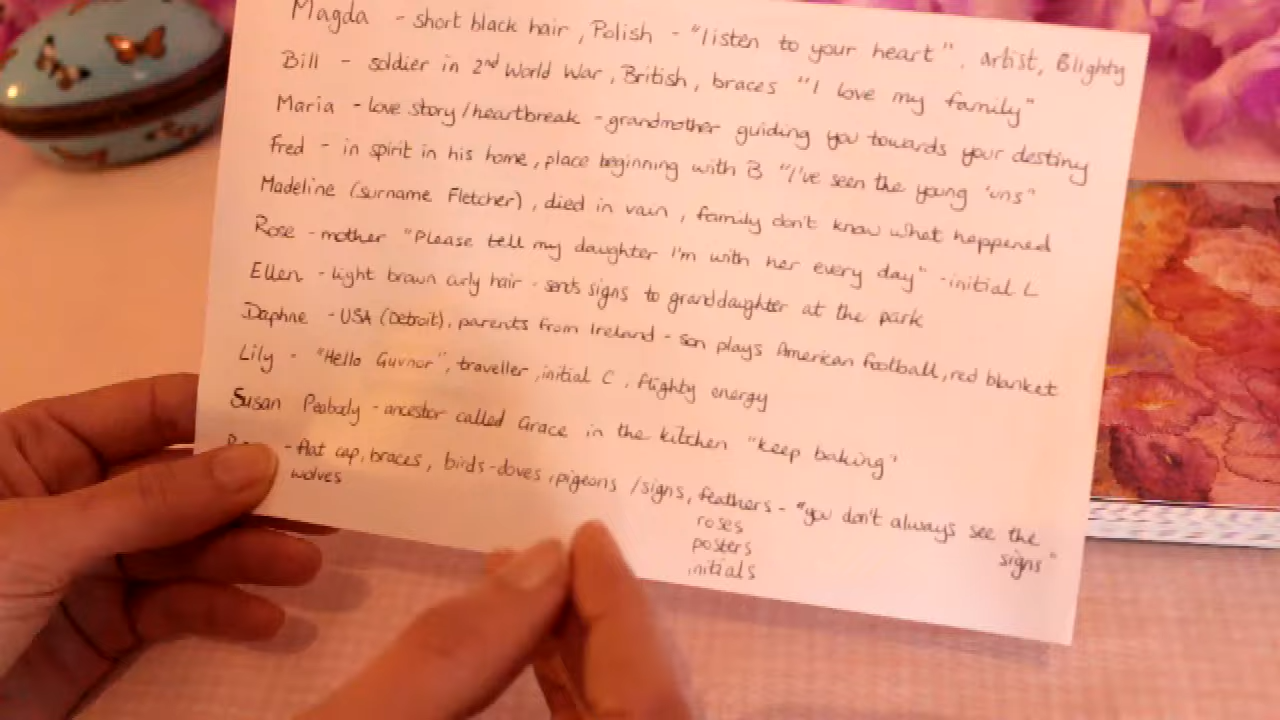 Magda - short black hair, Polish - "listen to your heart". artist, Blighty
Bill - soldier in 2nd World War, British, braces "I love my family"
Maria - love story/heartbreak - grandmother guiding you towards your destiny
Fred - in spirit in his home, place beginning with B "I've seen the young 'uns"
Madeline (surname Fletcher), died in vain, family don't know what happened
Rose - mother "Please tell my daughter I'm with her every day" - initial L
Ellen - light brown curly hair - sends signs to granddaughter at the park
Daphne - USA (Detroit), parents from Ireland - son plays American football, red blanket
Lily - "Hello Guvnor", traveller, initial C, flighty energy
Susan Peabody - ancestor called Grace in the kitchen "keep baking"
- flat cap, braces, birds-doves, pigeons /signs, feathers - "you don't always see the signs"
wolves
roses
posters
initials